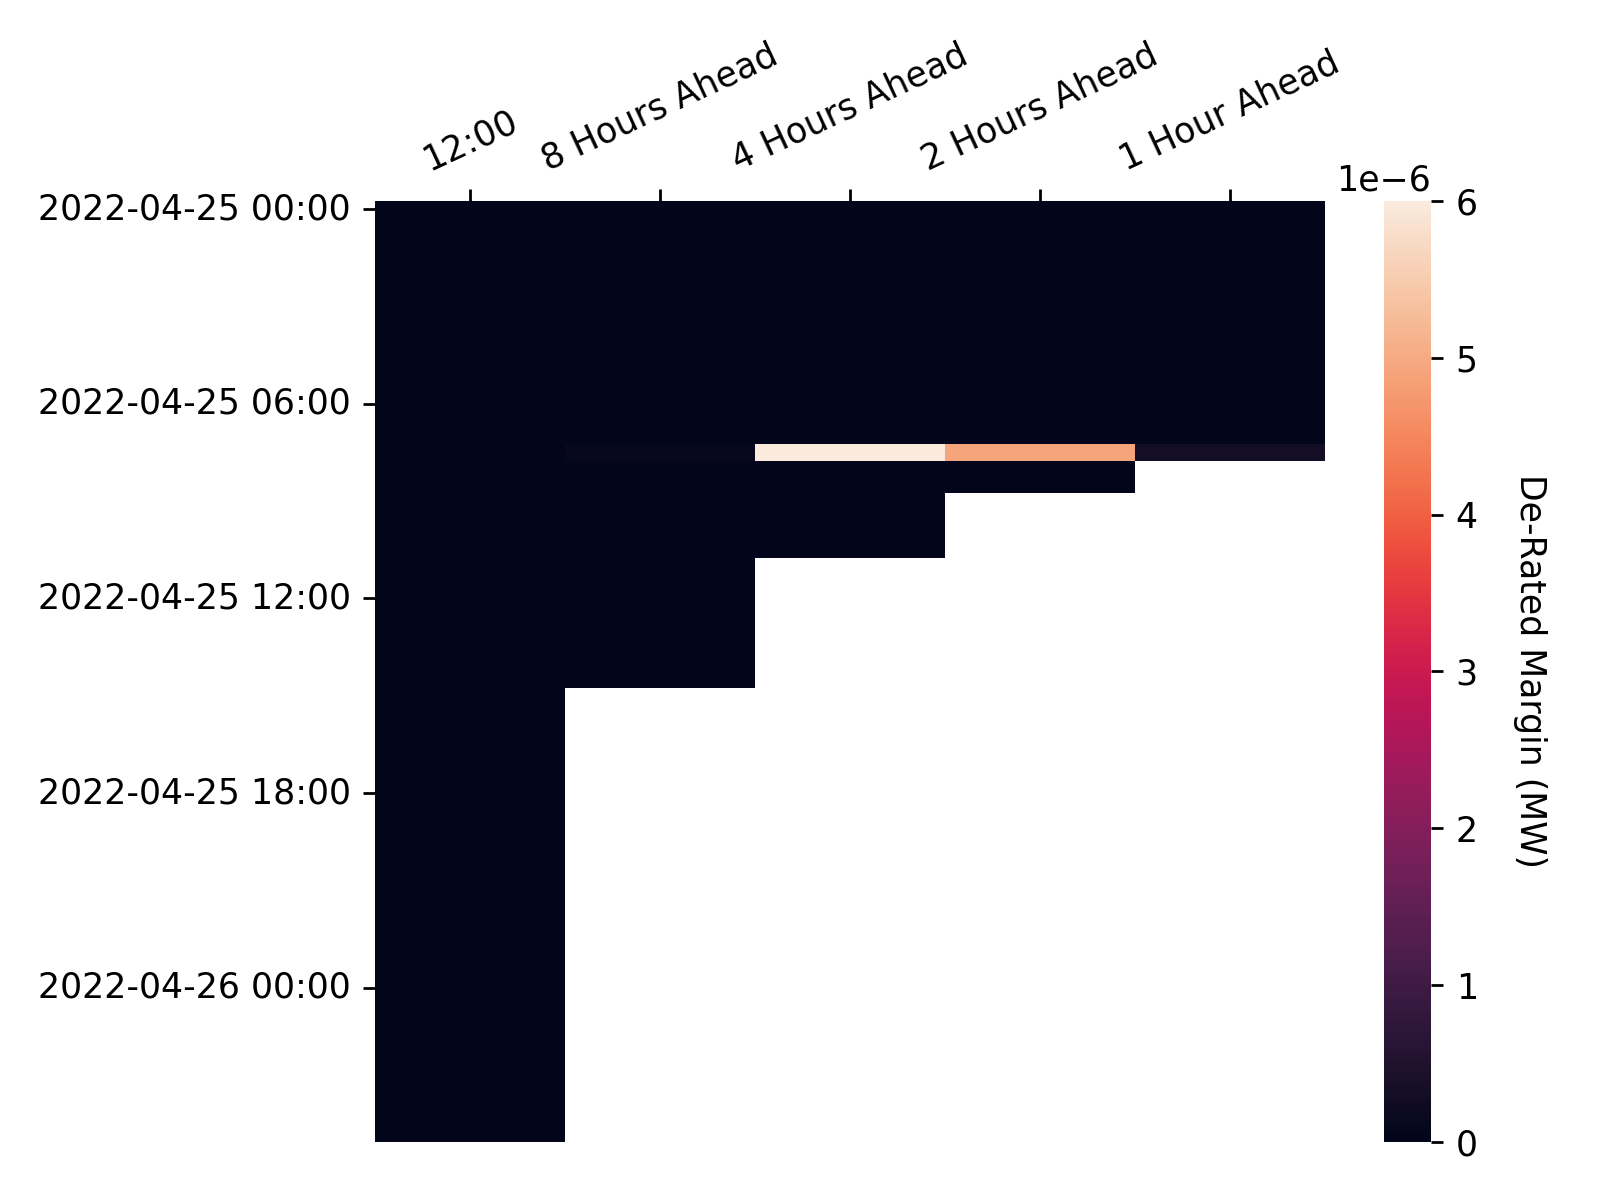 12:00
8 Hours Ahead
4 Hours Ahead
2 Hours Ahead
1 Hour Ahead
2022-04-25 00:00
2022-04-25 06:00
2022-04-25 12:00
2022-04-25 18:00
2022-04-26 00:00
1e−6
6
5
4
3
2
1
0
De-Rated Margin (MW)